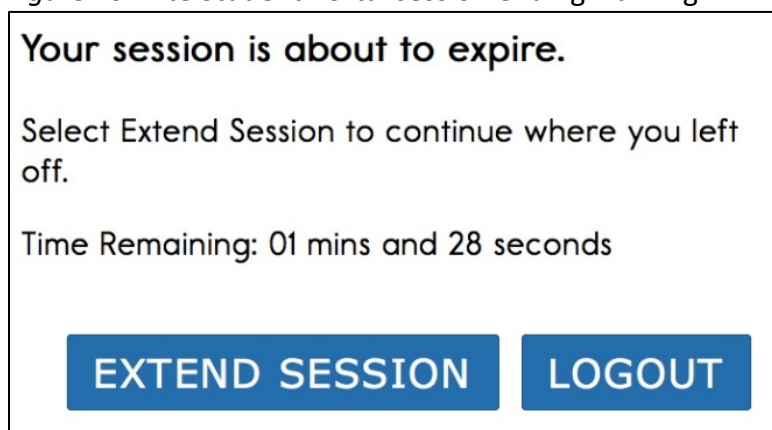 Your session is about to expire.
Select Extend Session to continue where you left
off.
Time Remaining: 01 mins and 28 seconds
EXTEND SESSION LOGOUT